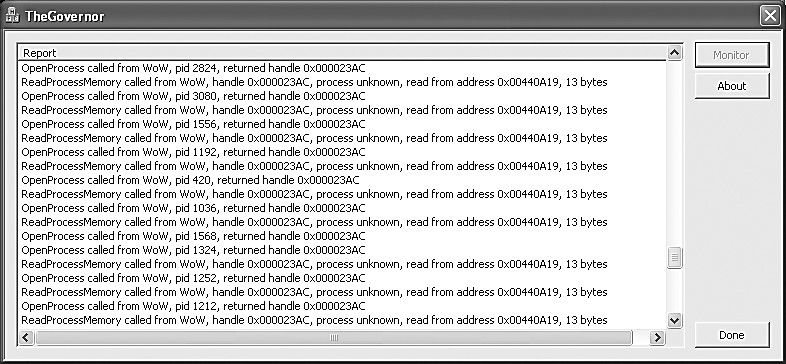 TheGovernor
Report
OpenProcess called from WoW, pid 2824, returned handle 0x000023AC
ReadProcessMemory called from WoW, handle 0x000023AC, process unknown, read from address 0x00440A19, 13 bytes
OpenProcess called from WoW, pid 3080, returned handle 0x000023AC
ReadProcessMemory called from WoW, handle 0x000023AC, process unknown, read from address 0x00440A19, 13 bytes
OpenProcess called from WoW, pid 1556, returned handle 0x000023AC
ReadProcessMemory called from WoW, handle 0x000023AC, process unknown, read from address 0x00440A19, 13 bytes
OpenProcess called from WoW, pid 1192, returned handle 0x000023AC
ReadProcessMemory called from WoW, handle 0x000023AC, process unknown, read from address 0x00440A19, 13 bytes
OpenProcess called from WoW, pid 420, returned handle 0x000023AC
ReadProcessMemory called from WoW, handle 0x000023AC, process unknown, read from address 0x00440A19, 13 bytes
OpenProcess called from WoW, pid 1036, returned handle 0x000023AC
ReadProcessMemory called from WoW, handle 0x000023AC, process unknown, read from address 0x00440A19, 13 bytes
OpenProcess called from WoW, pid 1568, returned handle 0x000023AC
OpenProcess called from WoW, pid 1324, returned handle 0x000023AC
ReadProcessMemory called from WoW, handle 0x000023AC, process unknown, read from address 0x00440A19, 13 bytes
OpenProcess called from WoW, pid 1252, returned handle 0x000023AC
ReadProcessMemory called from WoW, handle 0x000023AC, process unknown, read from address 0x00440A19, 13 bytes
OpenProcess called from WoW, pid 1212, returned handle 0x000023AC
ReadProcessMemory called from WoW, handle 0x000023AC, process unknown, read from address 0x00440A19, 13 bytes
Monitor
About
Done